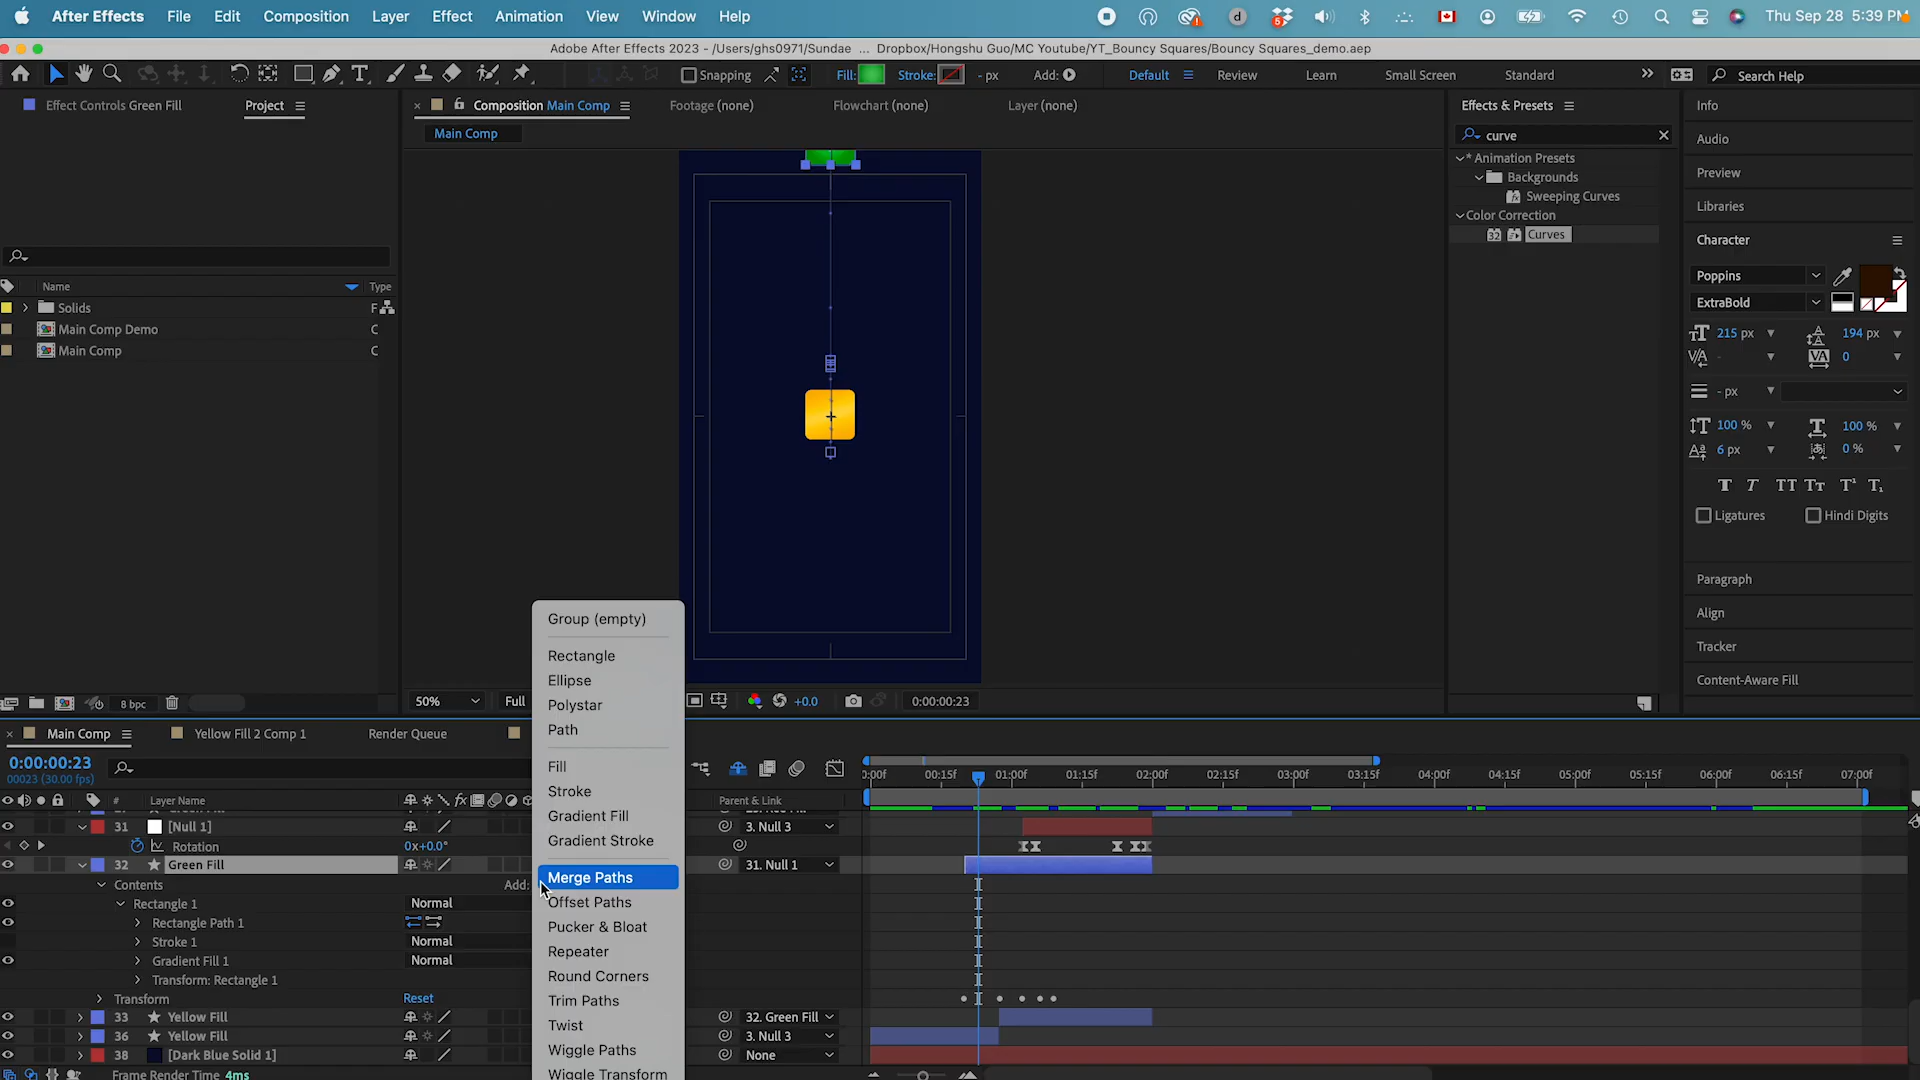 After Effects File Edit Composition Layer Effect Animation View Window Help Thu Sep 28 5:39 PM
Adobe After Effects 2023 - /Users/ghs0971/Sundae ... Dropbox/Hongshu Guo/MC Youtube/YT_Bouncy Squares/Bouncy Squares_demo.aep
Snapping Fill: Stroke: - px Add: Default Review Learn Small Screen Standard Search Help
Effect Controls Green Fill Project
Composition Main Comp Footage (none) Flowchart (none) Layer (none)
Main Comp
Name Type
Solids F
Main Comp Demo C
Main Comp C
8 bpc
50% Full +0.0 0:00:00:23
Effects & Presets
curve
* Animation Presets
Backgrounds
Sweeping Curves
Color Correction
32 Curves
Info
Audio
Preview
Libraries
Character
Poppins
ExtraBold
215 px 194 px
- 0
- px
100 % 100 %
6 px 0 %
T T TT Tt T¹ T₁
Ligatures Hindi Digits
Paragraph
Align
Tracker
Content-Aware Fill
Group (empty)
Rectangle
Ellipse
Polystar
Path
Fill
Stroke
Gradient Fill
Gradient Stroke
Merge Paths
Offset Paths
Pucker & Bloat
Repeater
Round Corners
Trim Paths
Twist
Wiggle Paths
Wiggle Transform
Main Comp Yellow Fill 2 Comp 1 Render Queue
0:00:00:23
00023 (30.00 fps)
:00f 00:15f 01:00f 01:15f 02:00f 02:15f 03:00f 03:15f 04:00f 04:15f 05:00f 05:15f 06:00f 06:15f 07:00f
# Layer Name fx Parent & Link
31 [Null 1] 3. Null 3
Rotation 0x+0.0°
32 Green Fill 31. Null 1
Contents Add:
Rectangle 1 Normal
Rectangle Path 1
Stroke 1 Normal
Gradient Fill 1 Normal
Transform: Rectangle 1
Transform Reset
33 Yellow Fill 32. Green Fill
36 Yellow Fill 3. Null 3
38 [Dark Blue Solid 1] None
Frame Render Time 4ms